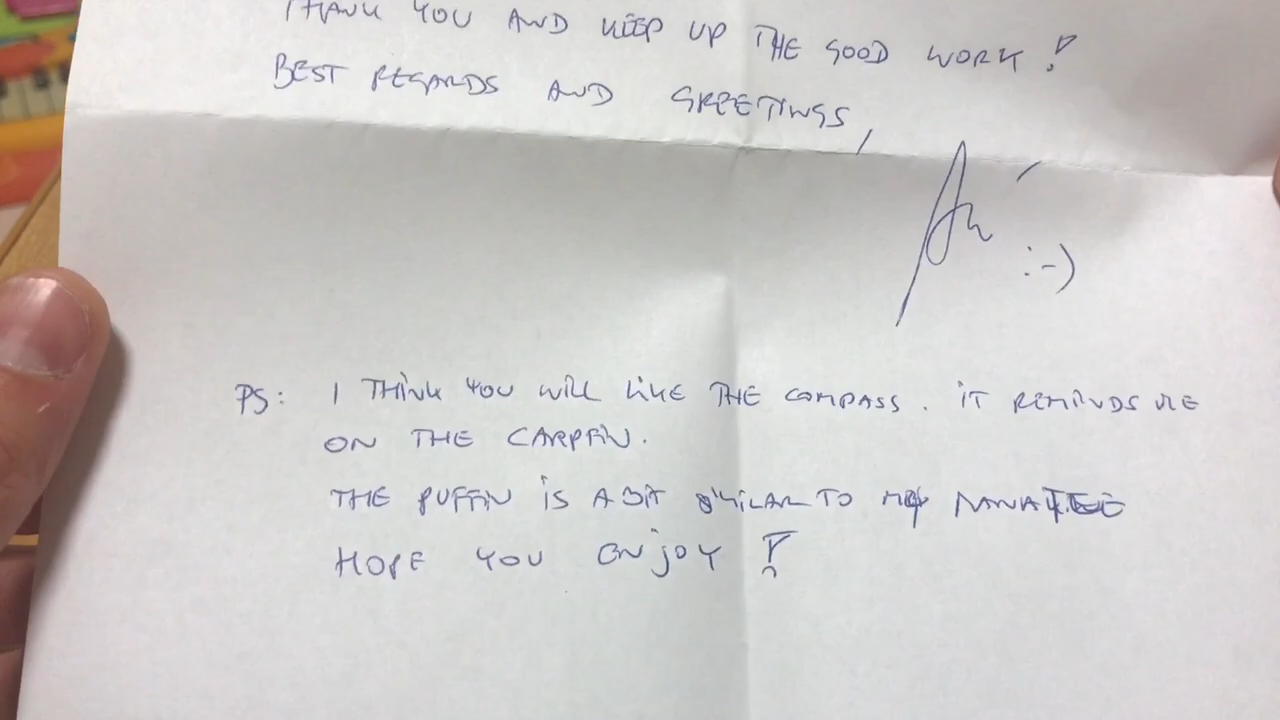 THANK YOU AND KEEP UP THE GOOD WORK!
BEST REGARDS AND GREETINGS,
:-)
PS: I THINK YOU WILL LIKE THE COMPASS. IT REMINDS ME
ON THE CARPFIN.
THE PUFFIN IS A BIT SIMILAR TO MY MANATEE
HOPE YOU ENJOY!